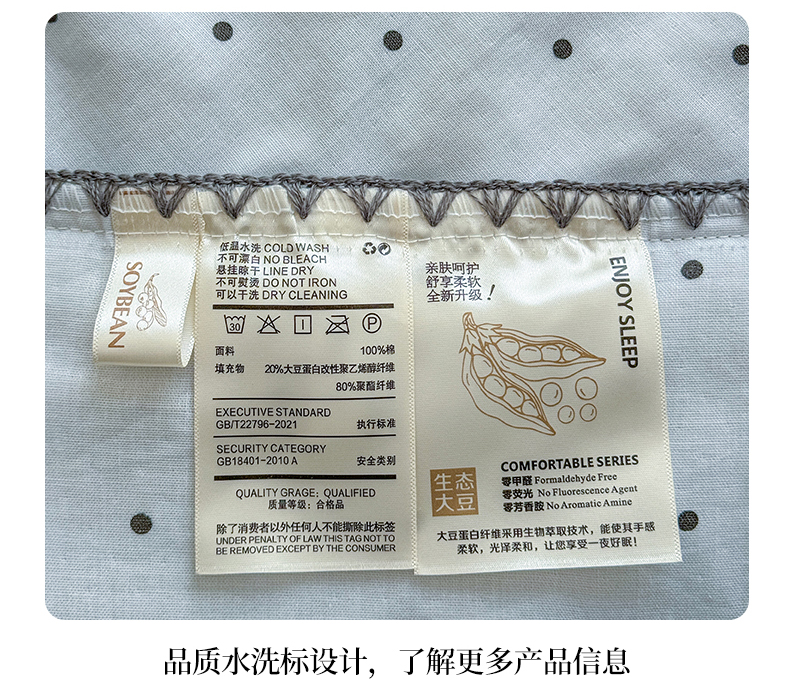 SOYBEAN
低温水洗 COLD WASH
不可漂白 NO BLEACH
悬挂晾干 LINE DRY
不可熨烫 DO NOT IRON
可以干洗 DRY CLEANING
30
P
面料 100%棉
填充物 20%大豆蛋白改性聚乙烯醇纤维
80%聚酯纤维
EXECUTIVE STANDARD
GB/T22796-2021 执行标准
SECURITY CATEGORY
GB18401-2010 A 安全类别
QUALITY GRAGE: QUALIFIED
质量等级: 合格品
除了消费者以外任何人不能撕除此标签
UNDER PENALTY OF LAW THIS TAG NOT TO
BE REMOVED EXCEPT BY THE CONSUMER
亲肤呵护
舒享柔软
全新升级!
ENJOY SLEEP
生态
大豆
COMFORTABLE SERIES
零甲醛 Formaldehyde Free
零荧光 No Fluorescence Agent
零芳香胺 No Aromatic Amine
大豆蛋白纤维采用生物萃取技术，能使其手感
柔软，光泽柔和，让您享受一夜好眠!
品质水洗标设计，了解更多产品信息